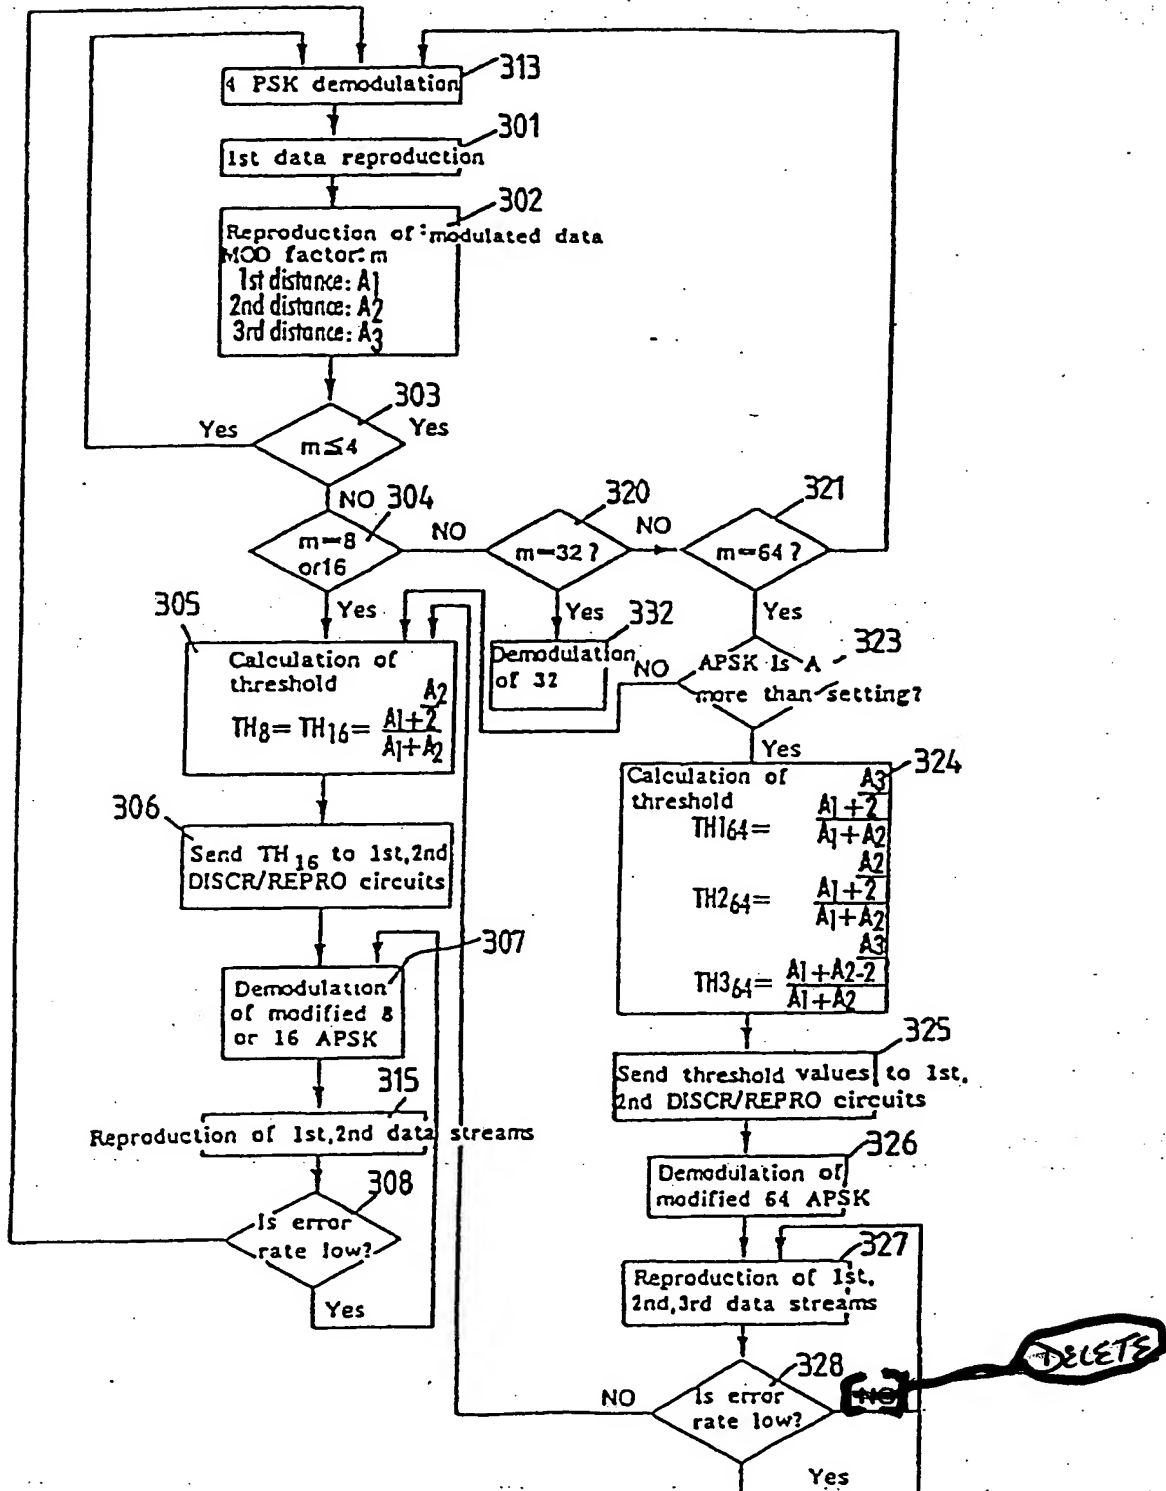 313
4 PSK demodulation
301
1st data reproduction
302
Reproduction of: modulated data
MOD factor: m
1st distance: A1
2nd distance: A2
3rd distance: A3
303
Yes
m≤4
Yes
NO
304
m=8
or16
NO
320
m=32?
NO
321
m=64?
Yes
305
Calculation of
threshold
A2
TH8= TH16= A1+2
A1+A2
Yes
332
Demodulation
of 32
Yes
323
NO
APSK Is A
more than setting?
Yes
324
Calculation of
threshold
A3
TH164= A1+2
A1+A2
A2
TH264= A1+2
A1+A2
A3
TH364= A1+A2-2
A1+A2
306
Send TH16 to 1st,2nd
DISCR/REPRO circuits
307
Demodulation
of modified 8
or 16 APSK
315
Reproduction of 1st,2nd data streams
308
Is error
rate low?
Yes
325
Send threshold values to 1st,
2nd DISCR/REPRO circuits
326
Demodulation of
modified 64 APSK
327
Reproduction of 1st,
2nd,3rd data streams
328
NO
Is error
rate low?
[NO]
DELETE
Yes